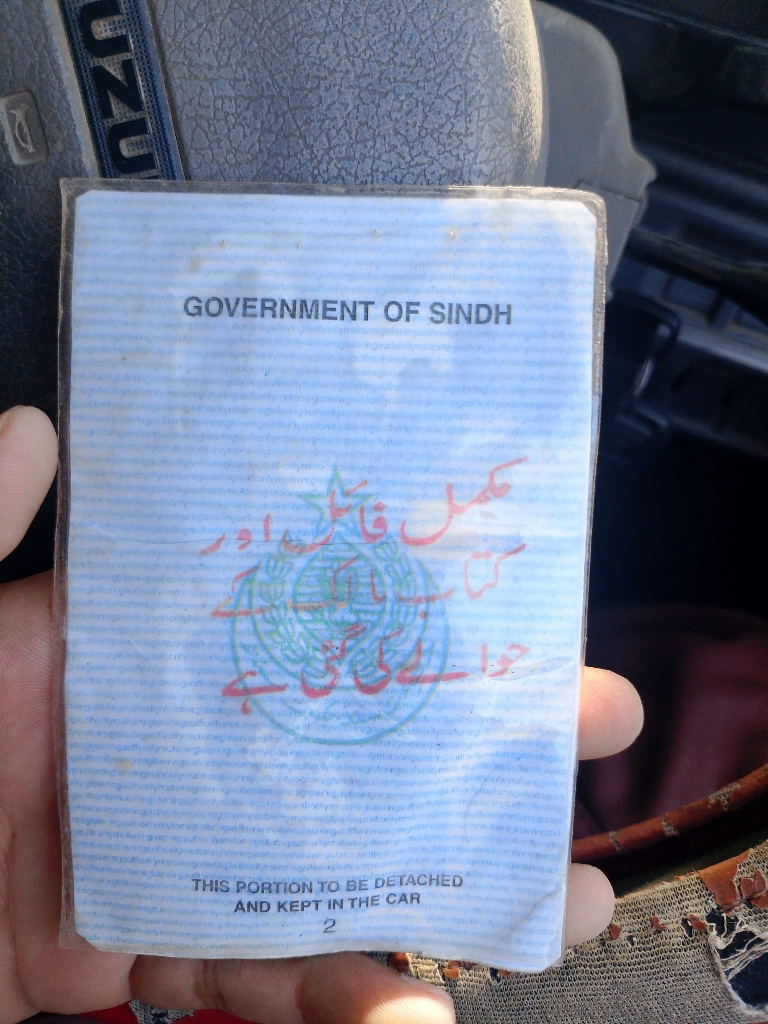 GOVERNMENT OF SINDH
مکمل فائل اور
کتاب مالک کے
حوالے کی گئی ہے
THIS PORTION TO BE DETACHED
AND KEPT IN THE CAR
2